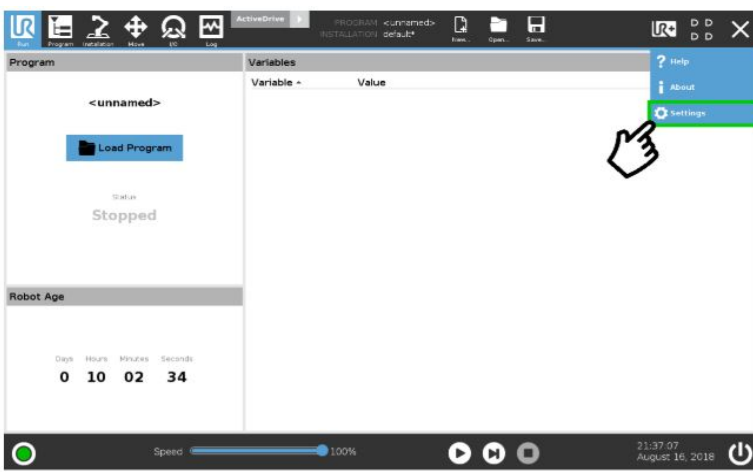 UR
Run
Program
Installation
Move
I/O
Log
ActiveDrive
PROGRAM <unnamed>
INSTALLATION default*
New...
Open...
Save...
UR+
D D
D D
Program
<unnamed>
Load Program
Status
Stopped
Robot Age
Days Hours Minutes Seconds
0 10 02 34
Variables
Variable
Value
? Help
i About
Settings
Speed
100%
21:37:07
August 16, 2018